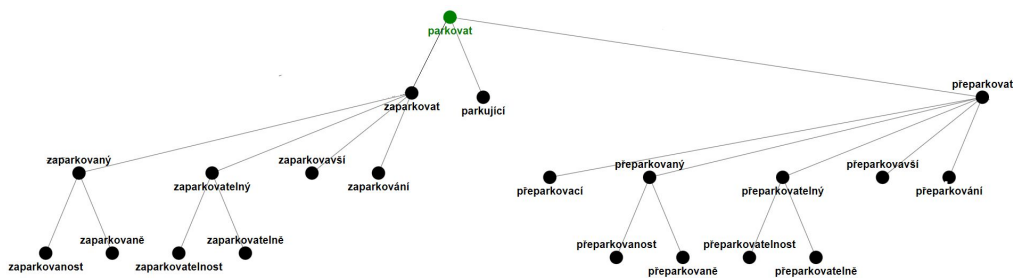 parkovat
zaparkovat
parkující
přeparkovat
zaparkovaný
zaparkovatelný
zaparkovavší
zaparkování
přeparkovací
přeparkovaný
přeparkovatelný
přeparkovavší
přeparkování
zaparkovanost
zaparkovaně
zaparkovatelnost
zaparkovatelně
přeparkovanost
přeparkovaně
přeparkovatelnost
přeparkovatelně